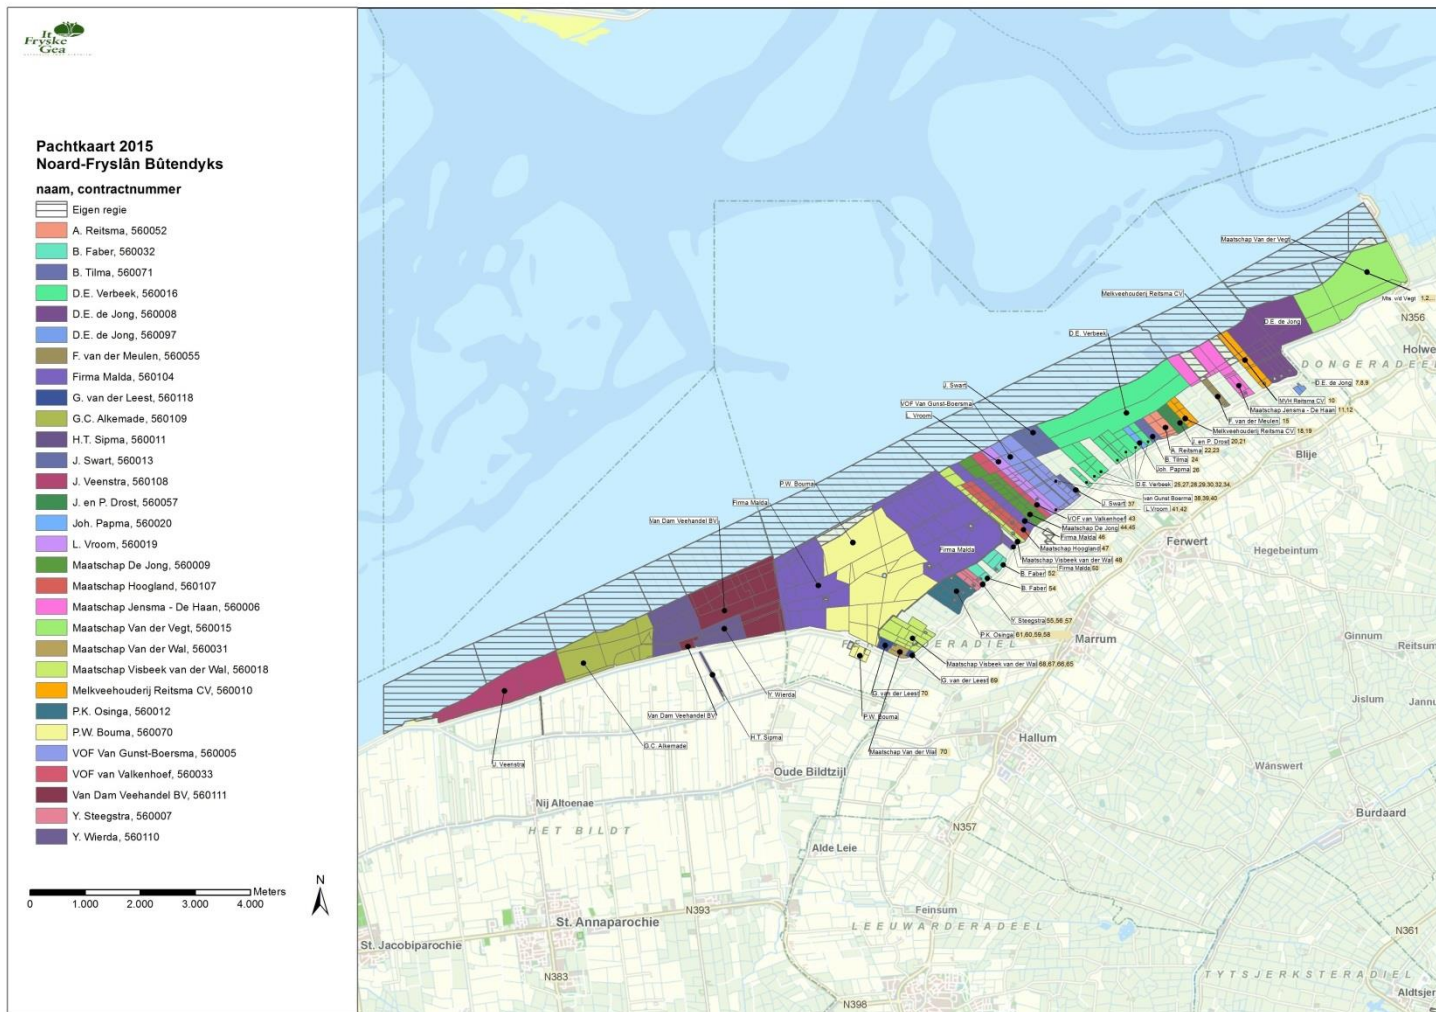 It
Fryske
Gea
Pachtkaart 2015
Noard-Fryslân Bûtendyks
naam, contractnummer
Eigen regie
A. Reitsma, 560052
B. Faber, 560032
B. Tilma, 560071
D.E. Verbeek, 560016
D.E. de Jong, 560008
D.E. de Jong, 560097
F. van der Meulen, 560055
Firma Malda, 560104
G. van der Leest, 560118
G.C. Alkemade, 560109
H.T. Sipma, 560011
J. Swart, 560013
J. Veenstra, 560108
J. en P. Drost, 560057
Joh. Papma, 560020
L. Vroom, 560019
Maatschap De Jong, 560009
Maatschap Hoogland, 560107
Maatschap Jensma - De Haan, 560006
Maatschap Van der Vegt, 560015
Maatschap Van der Wal, 560031
Maatschap Visbeek van der Wal, 560018
Melkveehouderij Reitsma CV, 560010
P.K. Osinga, 560012
P.W. Bouma, 560070
VOF Van Gunst-Boersma, 560005
VOF van Valkenhoef, 560033
Van Dam Veehandel BV, 560111
Y. Steegstra, 560007
Y. Wierda, 560110
Meters
0 1.000 2.000 3.000 4.000
N
Maatschap Van der Vegt
Melkveehouderij Reitsma CV
Mts. v/d Vegt 1,2,...
N356
D.E. de Jong
D.E. Verbeek
Holwe
DONGERADEEL
J. Swart
D.E. de Jong 7,8,9
VOF Van Gunst-Boersma
MVH Reitsma CV 10
Maatschap Jensma - De Haan 11,12
L. Vroom
F. van der Meulen 15
Melkveehouderij Reitsma CV 18,19
J. en P. Drost 20,21
A. Reitsma 22,23
Blije
B. Tilma 24
Joh. Papma 26
P.W. Bouma
D.E. Verbeek 25,27,28,29,30,32,34,
van Gunst Boersma 38,39,40
Firma Malda
J. Swart 37
L.Vroom 41,42
Van Dam Veehandel BV
VOF van Valkenhoef 43
Maatschap De Jong 44,45
Firma Malda 46
Ferwert
Firma Malda
Maatschap Hoogland 47
Hegebeintum
Maatschap Visbeek van der Wal 48
Firma Malda 50
B. Faber 52
B. Faber 54
Y. Steegstra 55,56,57
P.K. Osinga 61,60,59,58
Marrum
Ginnum
Reitsum
Maatschap Visbeek van der Wal 68,67,66,65
G. van der Leest 69
G. van der Leest 70
Y. Wierda
Jislum
Jannu
Van Dam Veehandel BV
P.W. Bouma
H.T. Sipma
G.C. Alkemade
Maatschap Van der Wal 70
Hallum
J. Veenstra
Oude Bildtzijl
Wânswert
Nij Altoenae
Burdaard
HET BILDT
N357
Alde Leie
N393
Feinsum
St. Annaparochie
LEEUWARDERADEEL
N361
St. Jacobiparochie
N383
TYTSJERKSTERADIEL
Aldtsjer
N398